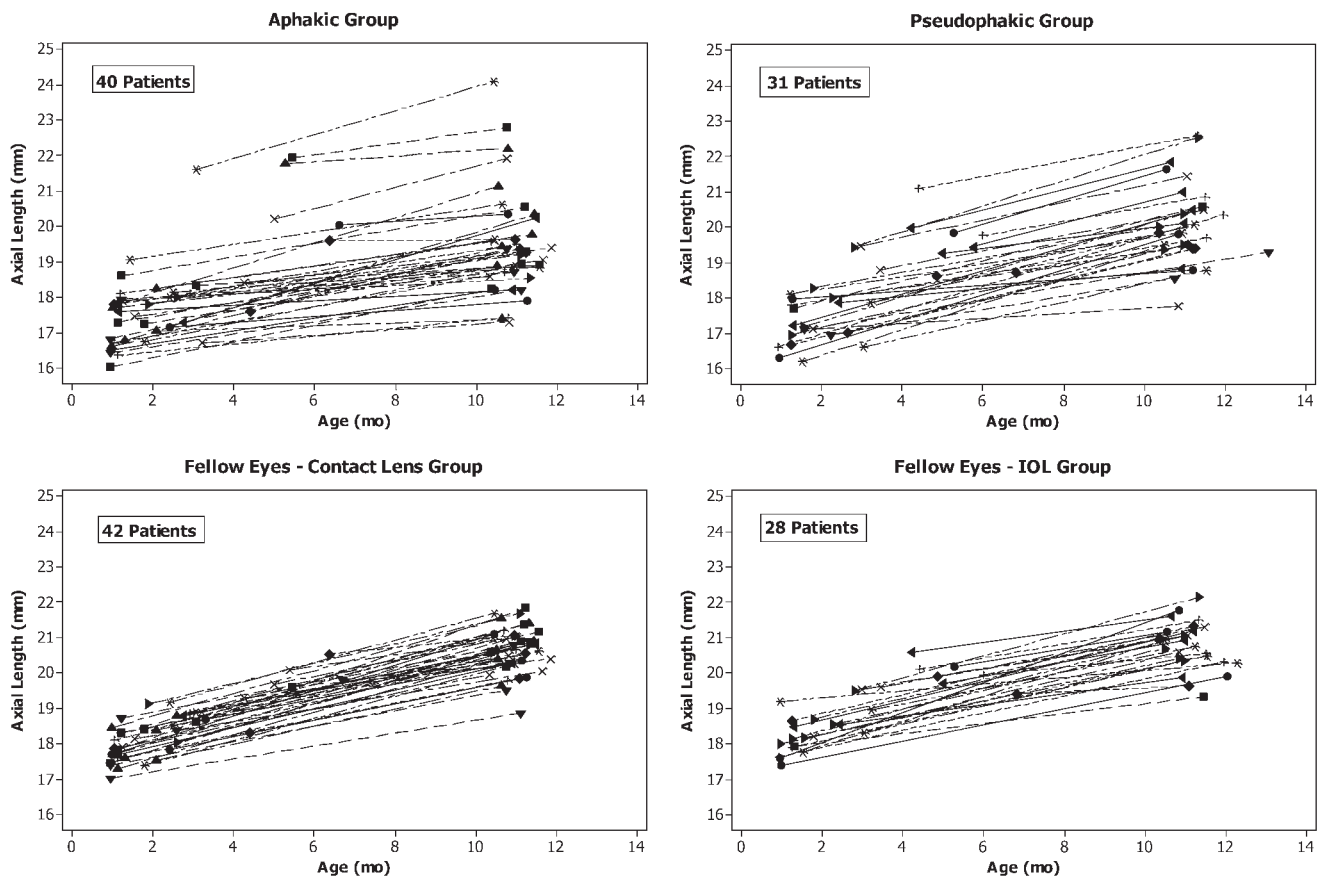 Aphakic Group
40 Patients
Axial Length (mm)
25
24
23
22
21
20
19
18
17
16
0 2 4 6 8 10 12 14
Age (mo)
Pseudophakic Group
31 Patients
Axial Length (mm)
25
24
23
22
21
20
19
18
17
16
0 2 4 6 8 10 12 14
Age (mo)
Fellow Eyes - Contact Lens Group
42 Patients
Axial Length (mm)
25
24
23
22
21
20
19
18
17
16
0 2 4 6 8 10 12 14
Age (mo)
Fellow Eyes - IOL Group
28 Patients
Axial Length (mm)
25
24
23
22
21
20
19
18
17
16
0 2 4 6 8 10 12 14
Age (mo)